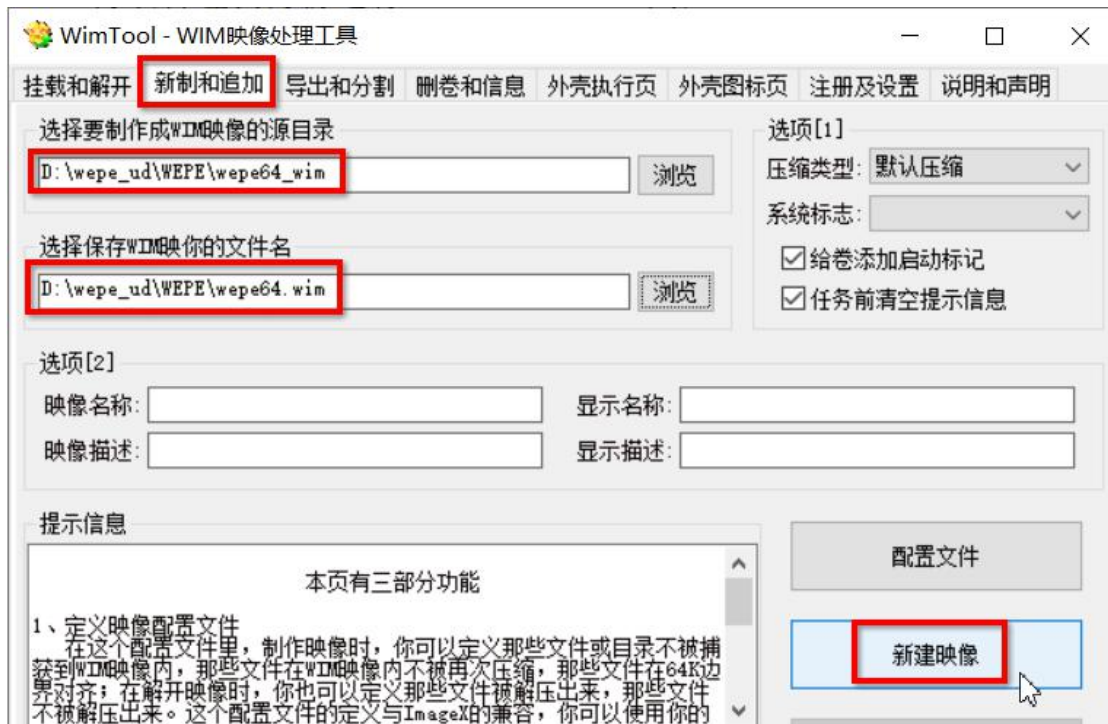 WimTool - WIM映像处理工具
挂载和解开 新制和追加 导出和分割 删卷和信息 外壳执行页 外壳图标页 注册及设置 说明和声明
选择要制作成WIM映像的源目录
D:\wepe_ud\WEPE\wepe64_wim 浏览
选择保存WIM映你的文件名
D:\wepe_ud\WEPE\wepe64.wim 浏览
选项[1]
压缩类型: 默认压缩
系统标志:
给卷添加启动标记
任务前清空提示信息
选项[2]
映像名称: 显示名称:
映像描述: 显示描述:
提示信息
本页有三部分功能
1、定义映像配置文件
在这个配置文件里，制作映像时，你可以定义那些文件或目录不被捕
获到WIM映像内，那些文件在WIM映像内不被再次压缩，那些文件在64K边
界对齐；在解开映像时，你也可以定义那些文件被解压出来，那些文件
不被解压出来。这个配置文件的定义与ImageX的兼容，你可以使用你的
配置文件
新建映像